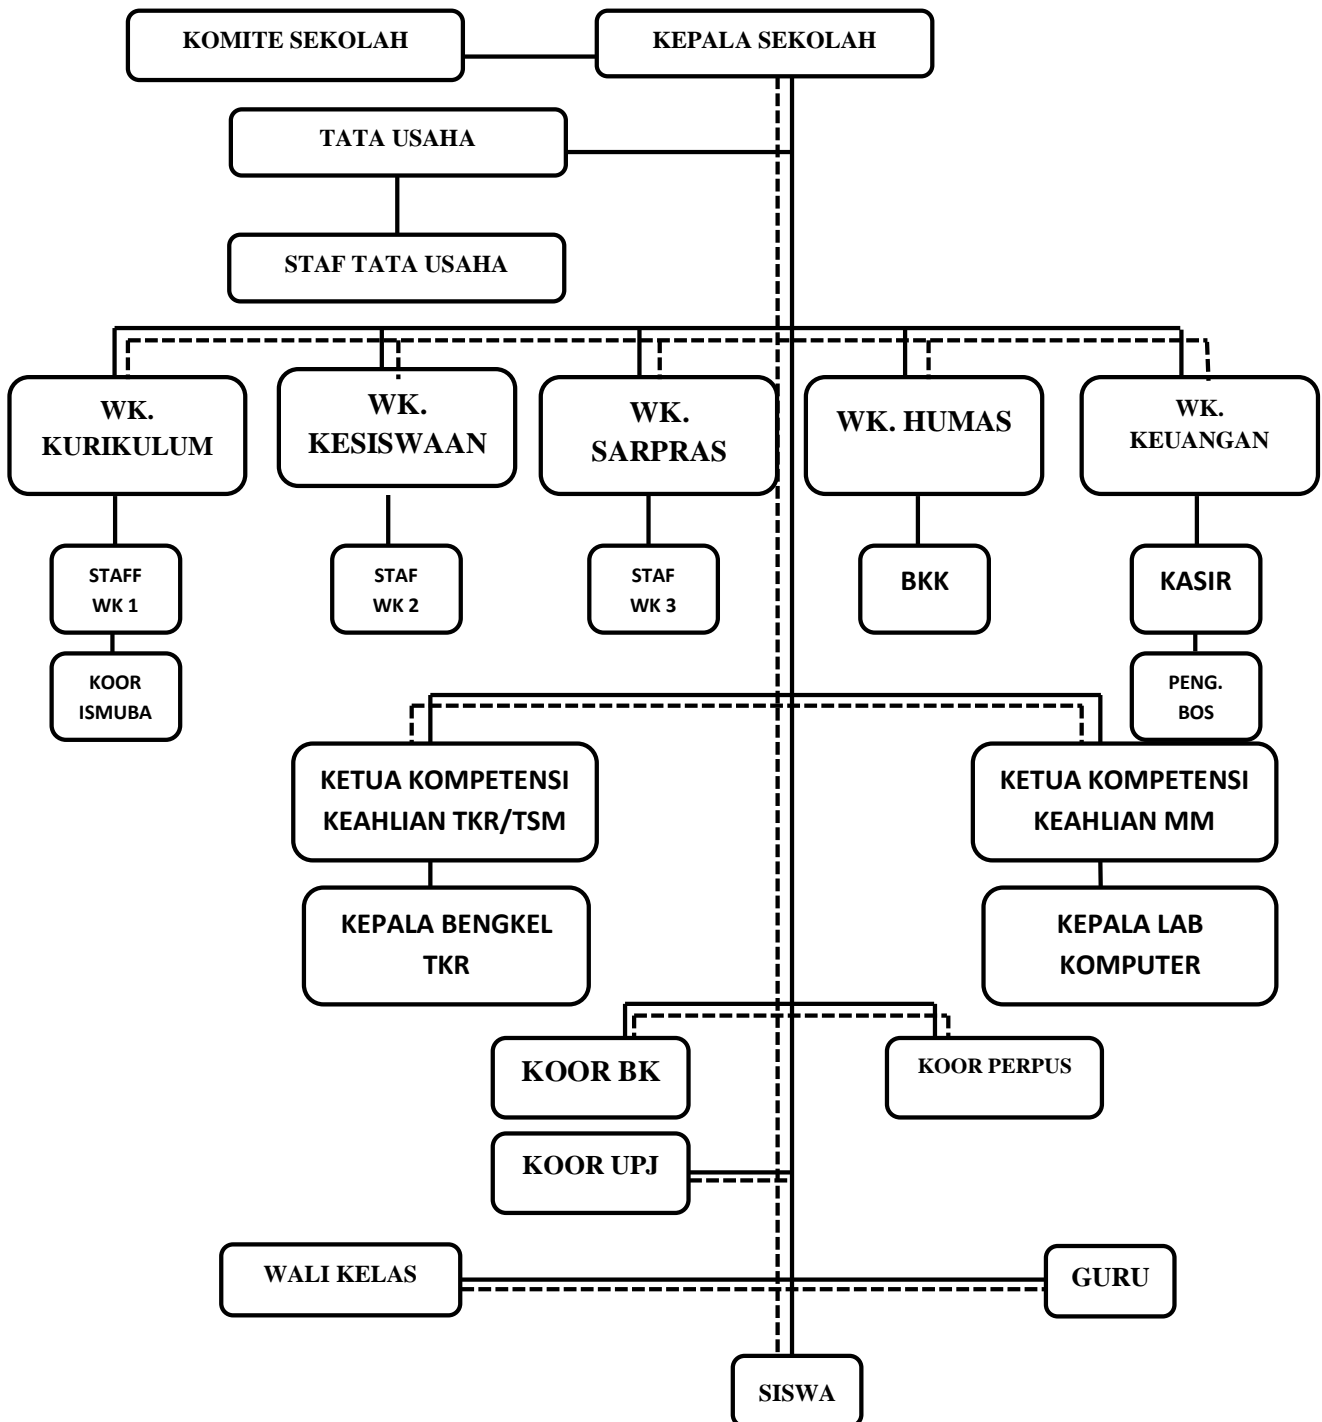 KOMITE SEKOLAH
KEPALA SEKOLAH
TATA USAHA
STAF TATA USAHA
WK.
KURIKULUM
WK.
KESISWAAN
WK.
SARPRAS
WK. HUMAS
WK.
KEUANGAN
STAFF
WK 1
STAF
WK 2
STAF
WK 3
BKK
KASIR
KOOR
ISMUBA
PENG.
BOS
KETUA KOMPETENSI
KEAHLIAN TKR/TSM
KETUA KOMPETENSI
KEAHLIAN MM
KEPALA BENGKEL
TKR
KEPALA LAB
KOMPUTER
KOOR BK
KOOR PERPUS
KOOR UPJ
WALI KELAS
GURU
SISWA